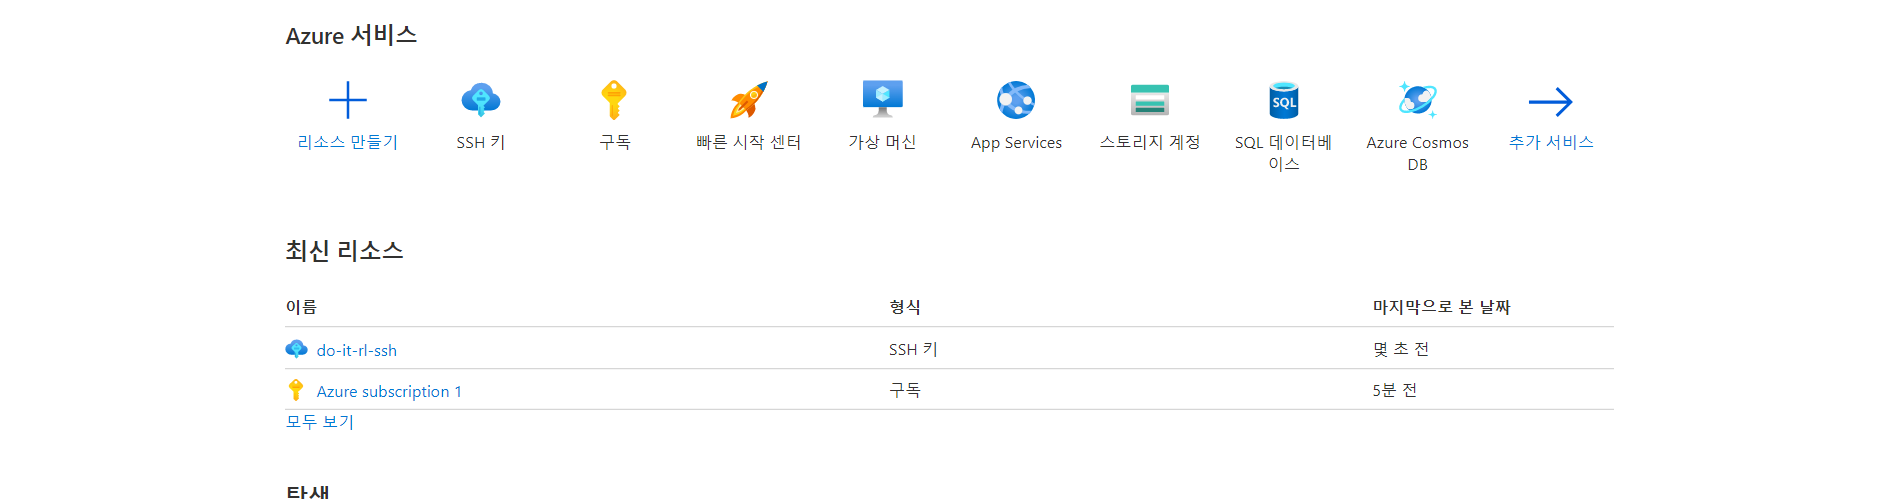 Azure 서비스
리소스 만들기
SSH 키
구독
빠른 시작 센터
가상 머신
App Services
스토리지 계정
SQL
SQL 데이터베
이스
Azure Cosmos
DB
추가 서비스
최신 리소스
이름 형식 마지막으로 본 날짜
do-it-rl-ssh SSH 키 몇 초 전
Azure subscription 1 구독 5분 전
모두 보기
탐색